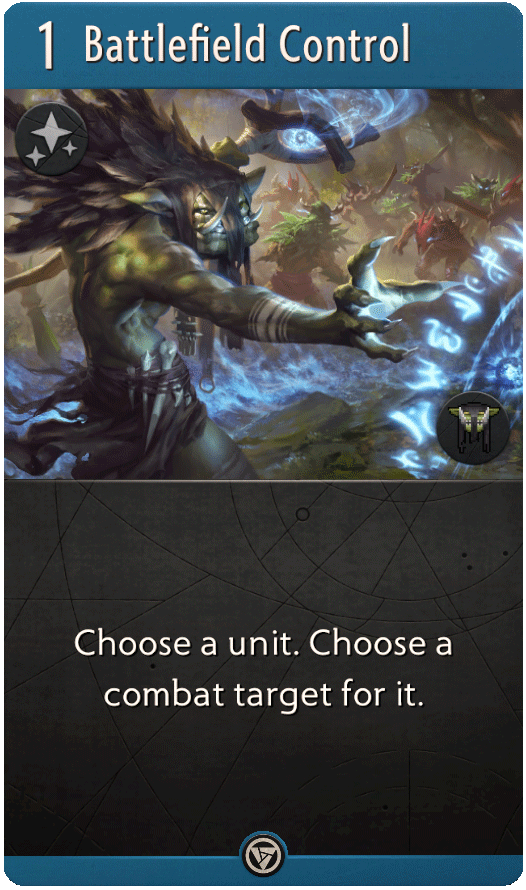 1 Battlefield Control
Choose a unit. Choose a
combat target for it.